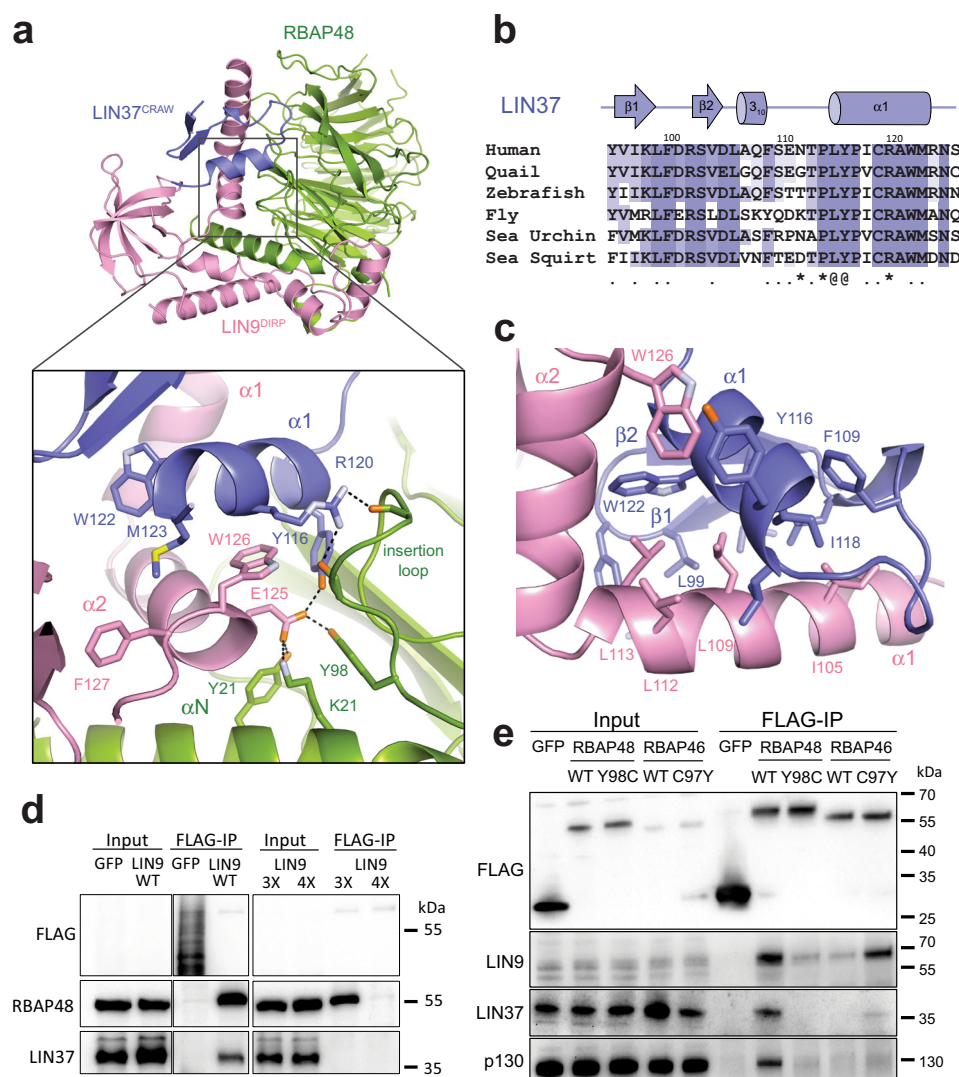 a
RBAP48
LIN37CRAW
LIN9DIRP
α1
α1
R120
W122
M123
Y116
insertion
loop
W126
α2
E125
F127
Y21
Y98
αN
K21
b
LIN37
β1 β2 3₁₀ α1
100 110 120
Human YVIKLFDRSVDLAQFSENTPLYPICRAWMRNS
Quail YVIKLFDRSVELGQFSEGTPLYPVCRAWMRNC
Zebrafish YIIKLFDRSVDLAQFSTTTPLYPICRAWMRNS
Fly YVMRLFERSLDLSKYQDKTPLYPICRAWMANQ
Sea Urchin FVMKLFDRSVDLASFRPNAPLYPVCRAWMSNS
Sea Squirt FIIKLFDRSVDLVNFTEDTPLYPICRAWMDND
. . .. . ...*.*@@ * ..
c
W126
α2
α1
Y116
β2
F109
W122
β1
I118
L99
L113
L109
L112
I105
α1
d
Input FLAG-IP Input FLAG-IP
GFP LIN9 WT GFP LIN9 WT LIN9 LIN9
3X 4X 3X 4X
kDa
FLAG 55
RBAP48 55
LIN37 35
e
Input FLAG-IP
GFP RBAP48 RBAP46 GFP RBAP48 RBAP46
WT Y98C WT C97Y WT Y98C WT C97Y kDa
70
55
40
FLAG
35
25
70
LIN9
55
LIN37 35
p130 130